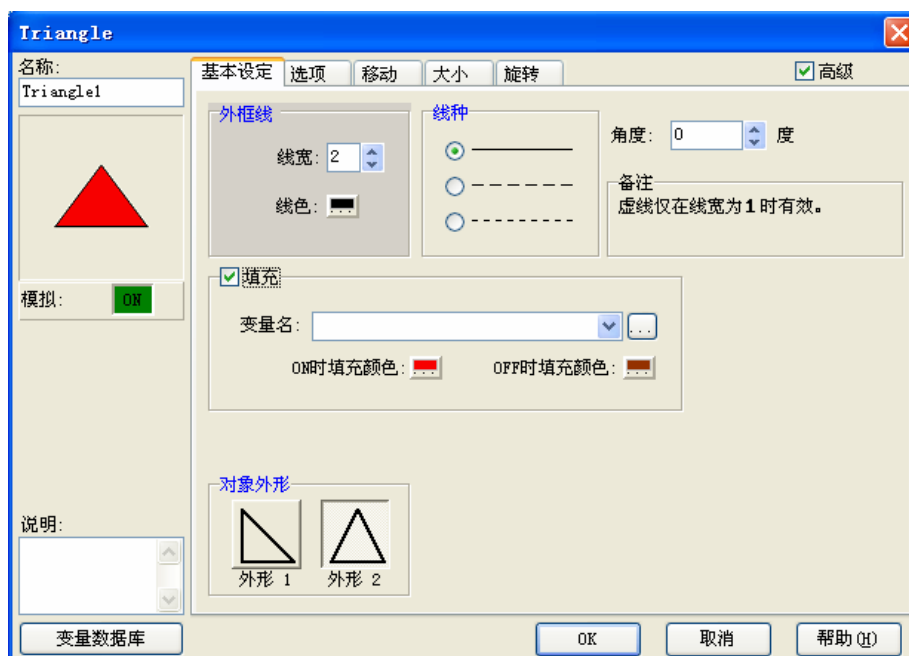 Triangle
名称:
Triangle1
基本设定 选项 移动 大小 旋转 高级
外框线
线宽: 2
线色: ...
线种
角度: 0 度
备注
虚线仅在线宽为1时有效。
模拟: ON
填充
变量名: ...
ON时填充颜色: ... OFF时填充颜色: ...
对象外形
外形 1 外形 2
说明:
变量数据库 OK 取消 帮助(H)